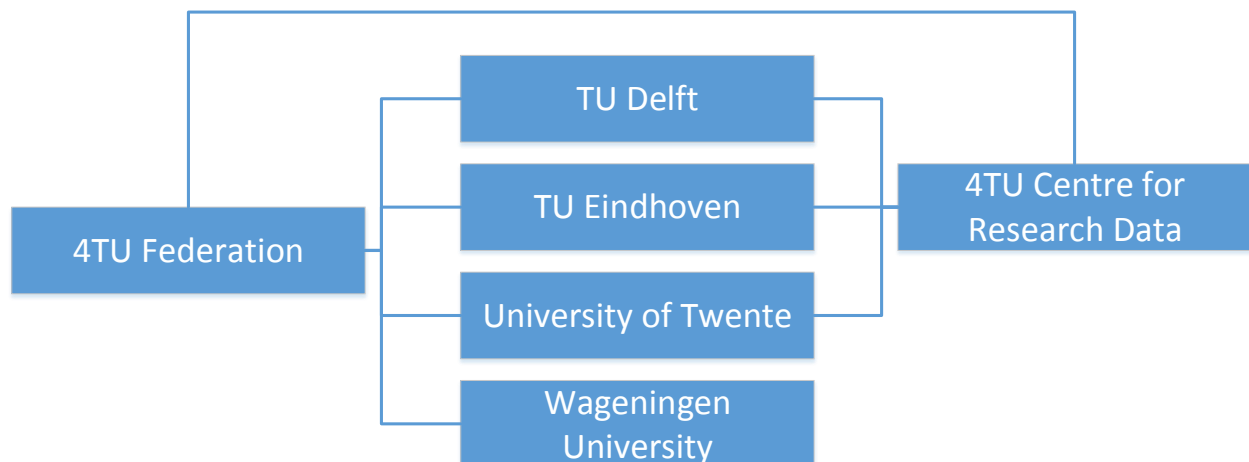 TU Delft
TU Eindhoven
4TU Centre for
Research Data
4TU Federation
University of Twente
Wageningen
University